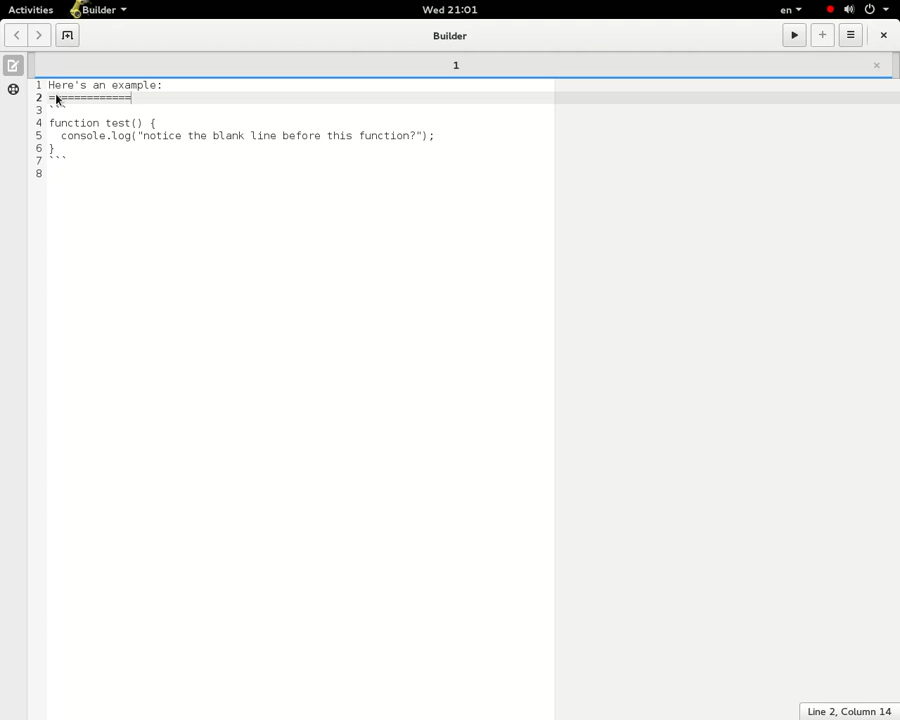 Activities Builder Wed 21:01 en
Builder
1
1 Here's an example:
2 =============
3 ```
4 function test() {
5   console.log("notice the blank line before this function?");
6 }
7 ```
8
Line 2, Column 14